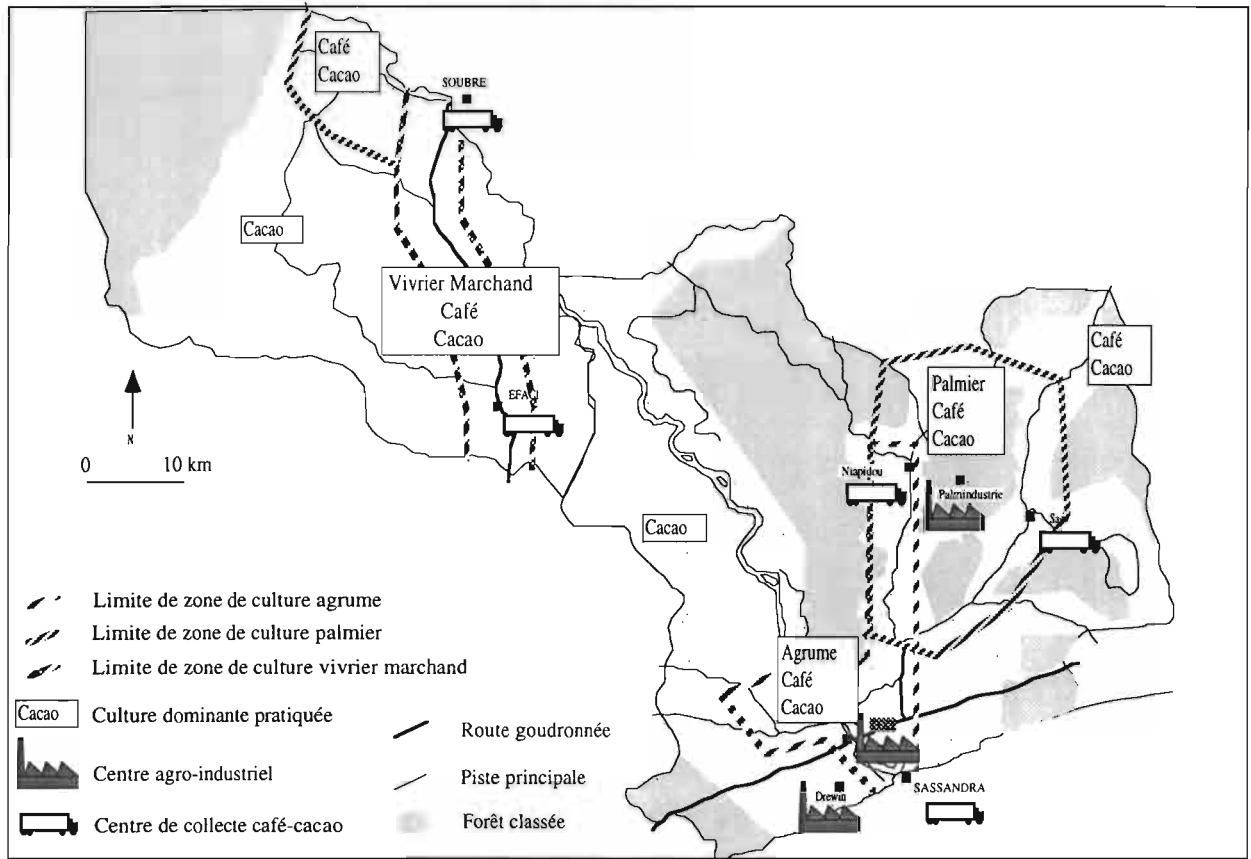 Café
Cacao
SOUBRE
Cacao
Vivrier Marchand
Café
Cacao
Café
Cacao
Palmier
Café
Cacao
N
0 10 km
Niapidou
Palmindustrie
Cacao
Agrume
Café
Cacao
Limite de zone de culture agrume
Limite de zone de culture palmier
Limite de zone de culture vivrier marchand
Cacao Culture dominante pratiquée
Centre agro-industriel
Centre de collecte café-cacao
Route goudronnée
Piste principale
Forêt classée
Drewin
SASSANDRA